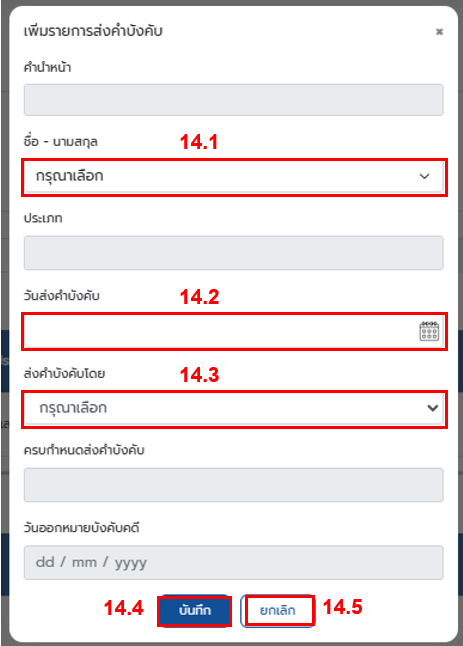 เพิ่มรายการส่งคำบังคับ ×
คำนำหน้า
ชื่อ - นามสกุล 14.1
กรุณาเลือก
ประเภท
วันส่งคำบังคับ 14.2
ส่งคำบังคับโดย 14.3
กรุณาเลือก
ครบกำหนดส่งคำบังคับ
วันออกหมายบังคับคดี
dd / mm / yyyy
14.4 บันทึก ยกเลิก 14.5